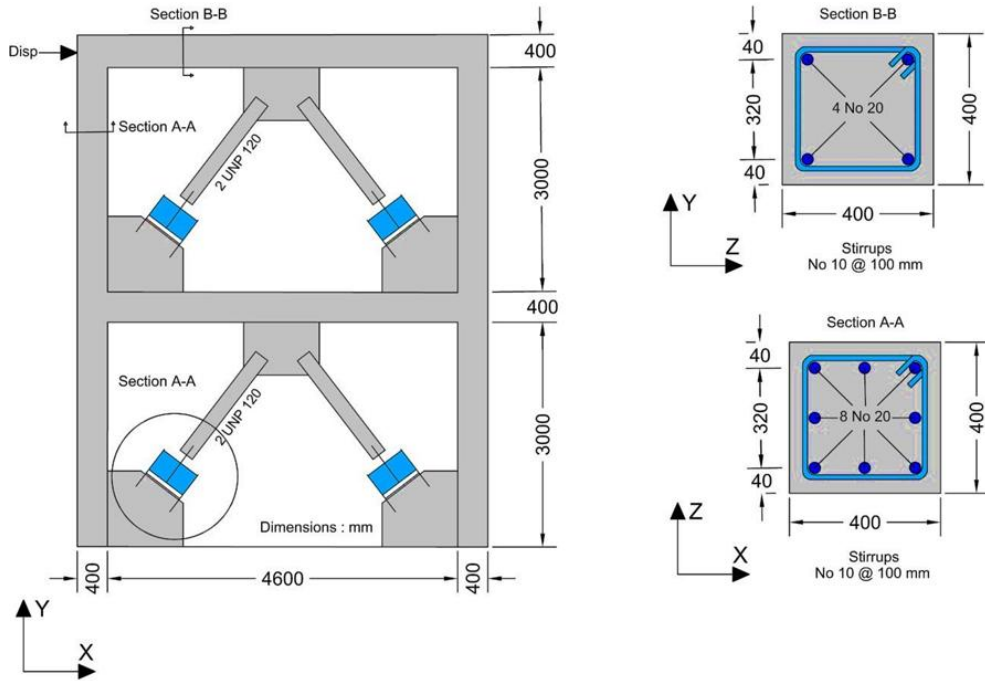 Section B-B
Disp
400
Section A-A
2 UNP 120
3000
400
Section A-A
2 UNP 120
3000
Dimensions : mm
400
4600
400
Y
X
Section B-B
40
320
40
4 No 20
400
400
Y
Z
Stirrups
No 10 @ 100 mm
Section A-A
40
320
40
8 No 20
400
400
Z
X
Stirrups
No 10 @ 100 mm